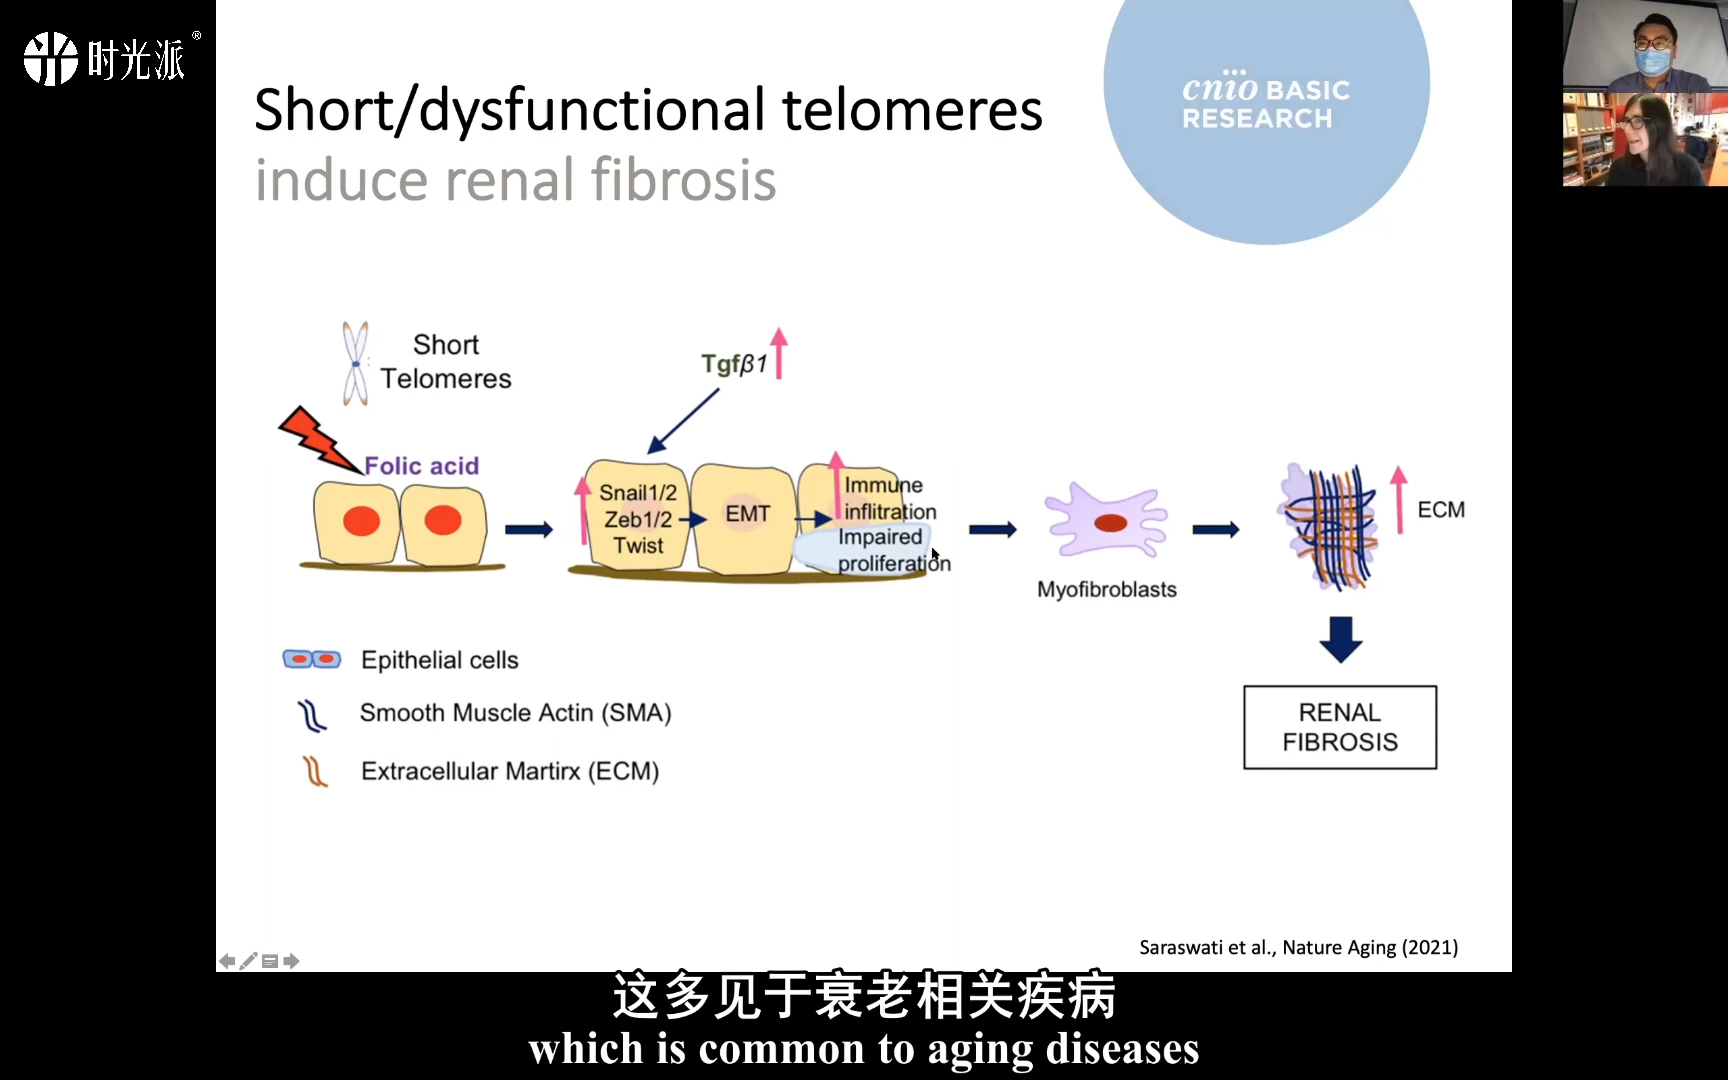 时光派®
Short/dysfunctional telomeres
induce renal fibrosis
cnio BASIC
RESEARCH
Short
Telomeres
Tgfβ1
Folic acid
Snail1/2
Zeb1/2
Twist
EMT
Immune
inflitration
Impaired
proliferation
Myofibroblasts
ECM
Epithelial cells
Smooth Muscle Actin (SMA)
Extracellular Martirx (ECM)
RENAL
FIBROSIS
Saraswati et al., Nature Aging (2021)
这多见于衰老相关疾病
which is common to aging diseases